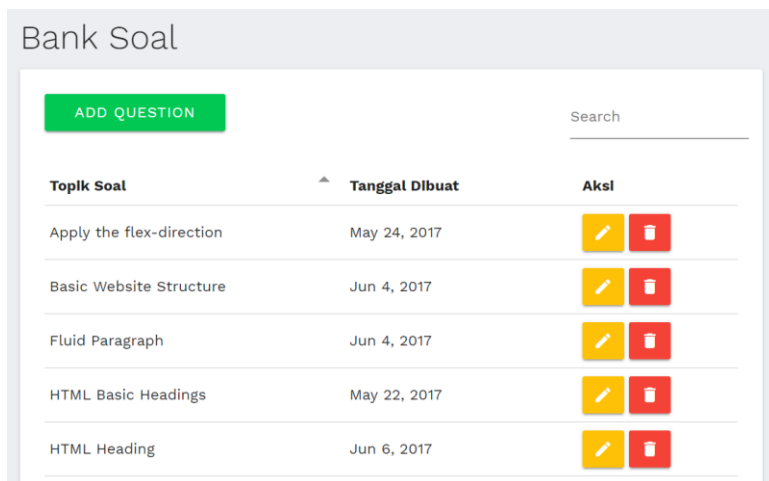 Bank Soal
ADD QUESTION
Search
Topik Soal Tanggal Dibuat Aksi
Apply the flex-direction May 24, 2017
Basic Website Structure Jun 4, 2017
Fluid Paragraph Jun 4, 2017
HTML Basic Headings May 22, 2017
HTML Heading Jun 6, 2017